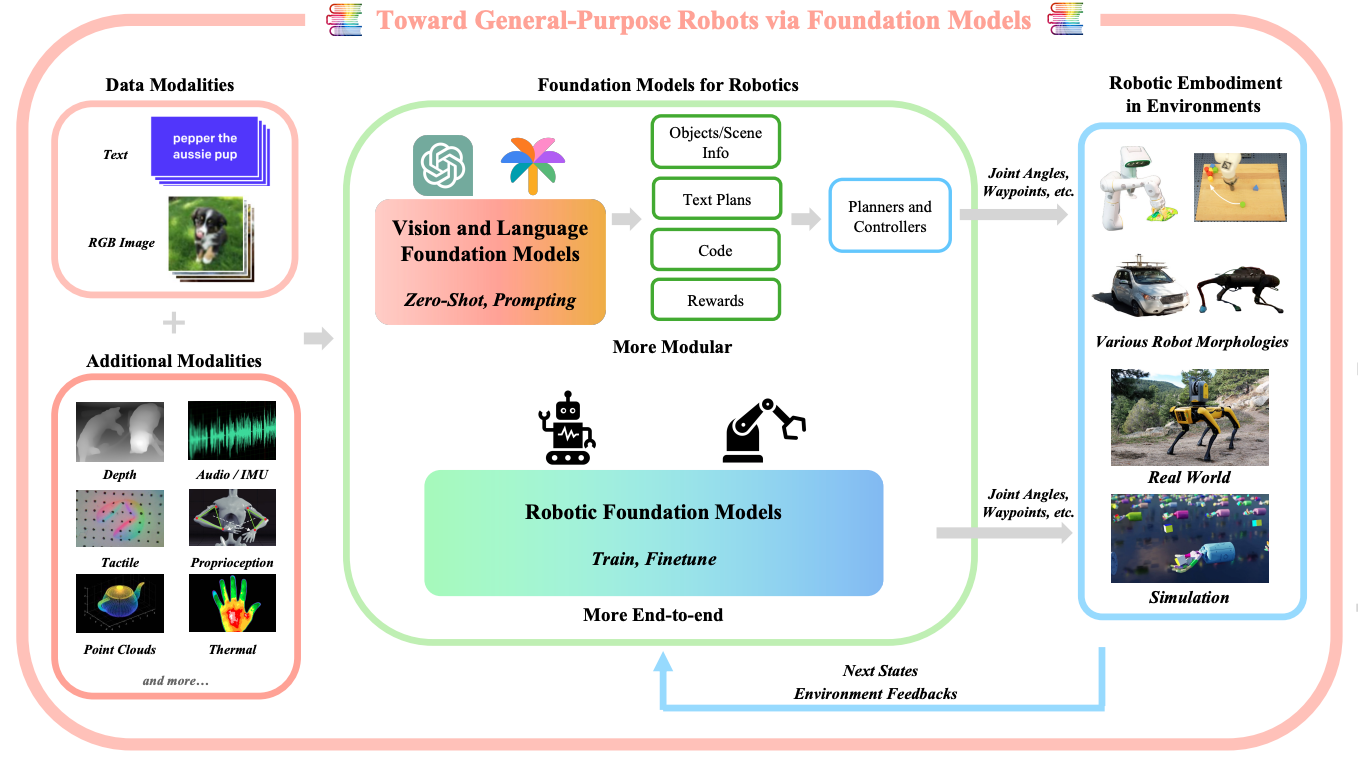 Toward General-Purpose Robots via Foundation Models
Data Modalities
Text
pepper the
aussie pup
RGB Image
+
Additional Modalities
Depth
Audio / IMU
Tactile
Proprioception
Point Clouds
Thermal
and more…
Foundation Models for Robotics
Vision and Language
Foundation Models
Zero-Shot, Prompting
Objects/Scene
Info
Text Plans
Code
Rewards
Planners and
Controllers
More Modular
Robotic Foundation Models
Train, Finetune
More End-to-end
Joint Angles,
Waypoints, etc.
Joint Angles,
Waypoints, etc.
Robotic Embodiment
in Environments
Various Robot Morphologies
Real World
Simulation
Next States
Environment Feedbacks